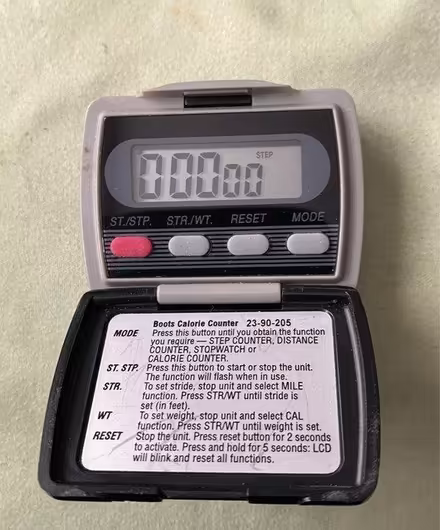 STEP
00000
ST./STP. STR./WT. RESET MODE
Boots Calorie Counter 23-90-205
MODE Press this button until you obtain the function
you require — STEP COUNTER, DISTANCE
COUNTER, STOPWATCH or
CALORIE COUNTER.
ST. STP. Press this button to start or stop the unit.
The function will flash when in use.
STR. To set stride, stop unit and select MILE
function. Press STR/WT until stride is
set (in feet).
WT To set weight, stop unit and select CAL
function. Press STR/WT until weight is set.
RESET Stop the unit. Press reset button for 2 seconds
to activate. Press and hold for 5 seconds: LCD
will blink and reset all functions.